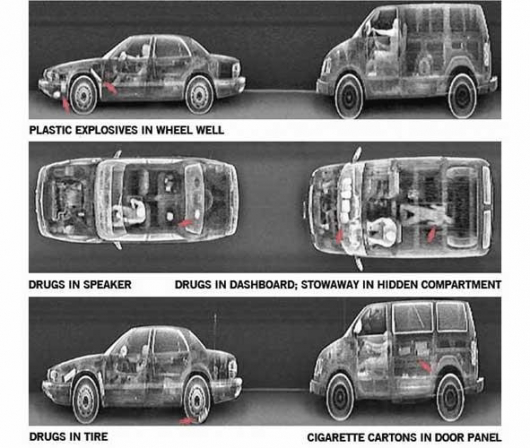 PLASTIC EXPLOSIVES IN WHEEL WELL
DRUGS IN SPEAKER
DRUGS IN DASHBOARD; STOWAWAY IN HIDDEN COMPARTMENT
DRUGS IN TIRE
CIGARETTE CARTONS IN DOOR PANEL